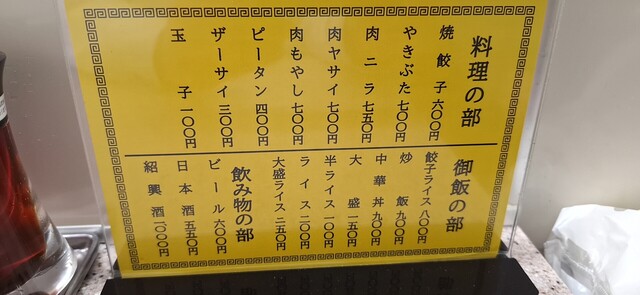 料理の部
焼餃子 六〇〇円
やきぶた 七〇〇円
肉ニラ 七五〇円
肉ヤサイ 七〇〇円
肉もやし 七〇〇円
ピータン 四〇〇円
ザーサイ 三〇〇円
玉子 一〇〇円
御飯の部
餃子ライス 八〇〇円
炒飯 九〇〇円
中華丼 九〇〇円
大盛 一五〇円
半ライス 一〇〇円
ライス 二〇〇円
大盛ライス 二五〇円
飲み物の部
ビール 六〇〇円
日本酒 五五〇円
紹興酒 一〇〇〇円